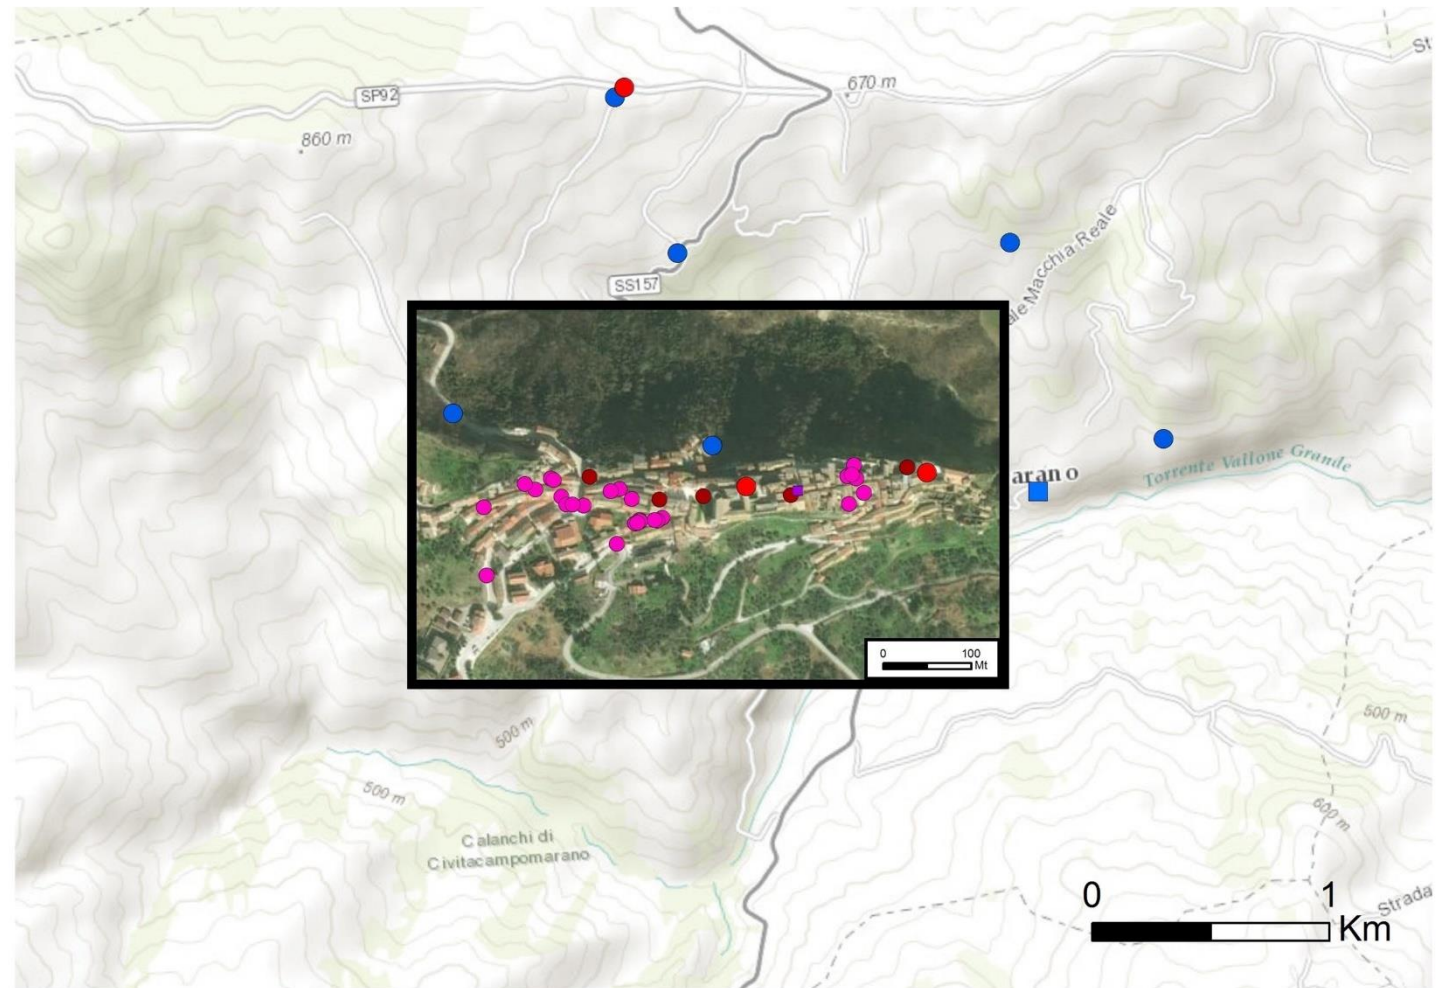 St
SP92
670 m
860 m
ale Macchia Reale
SS157
arano
Torrente Vallone Grande
0 100
Mt
500 m
500 m
500 m
600 m
Calanchi di
Civitacampomarano
Strada
0 1
Km